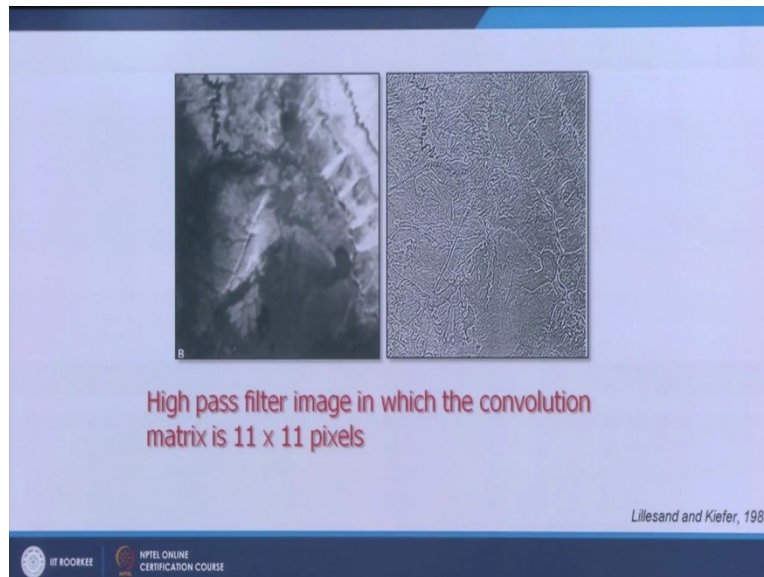 B
High pass filter image in which the convolution
matrix is 11 x 11 pixels
Lillesand and Kiefer, 198
IIT ROORKEE
NPTEL ONLINE
CERTIFICATION COURSE